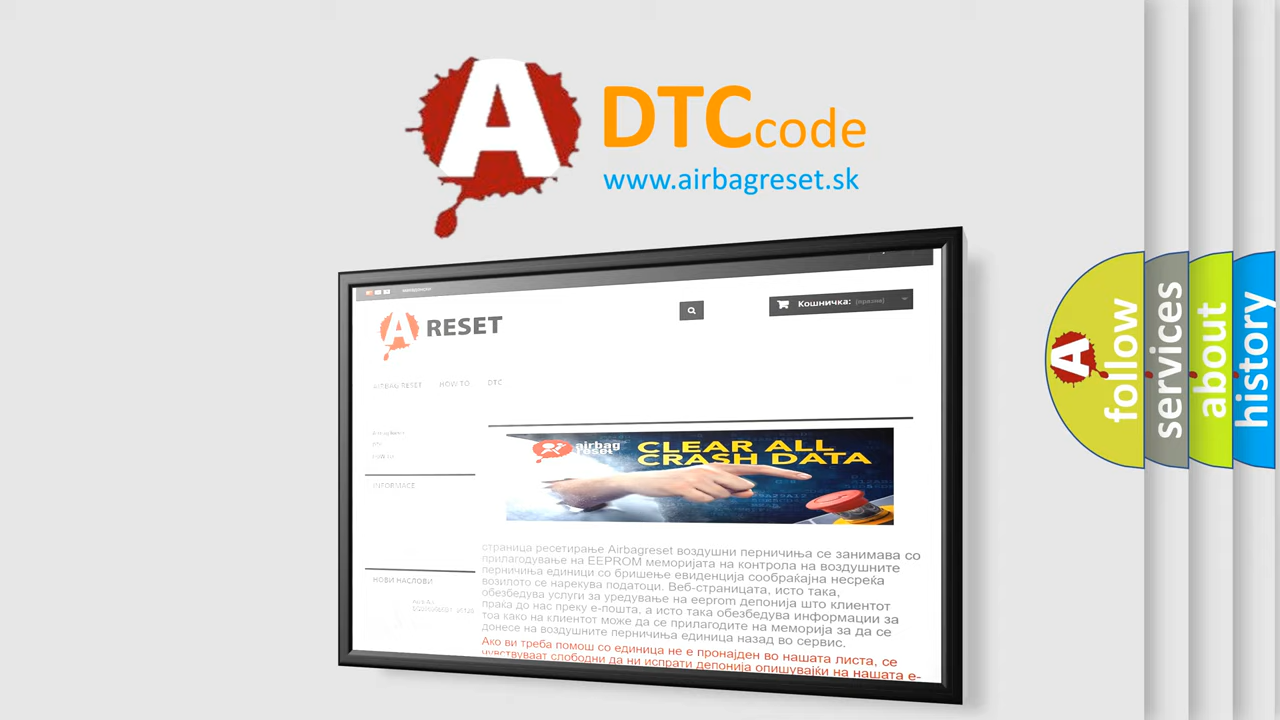 A
DTCcode
www.airbagreset.sk
A RESET
Кошничка: (празна)
AIRBAG RESET HOW TO DTC
airbag reset
CLEAR ALL
CRASH DATA
INFORMACE
НОВИ НАСЛОВИ
страница ресетирање Airbagreset воздушни перничиња се занимава со
прилагодување на EEPROM меморијата на контрола на воздушните
перничиња единици со бришење евиденција сообраќајна несреќа
возилото се нарекува податоци. Веб-страницата, исто така,
обезбедува услуги за уредување на eeprom депонија што клиентот
праќа до нас преку е-пошта, а исто така обезбедува информации за
тоа како на клиентот може да се прилагодите на меморија за да се
донесе на воздушните перничиња единица назад во сервис.
Ако ви треба помош со единица не е пронајден во нашата листа, се
чувствуваат слободни да ни испрати депонија опишувајќи на нашата е-
A follow
services
about
history